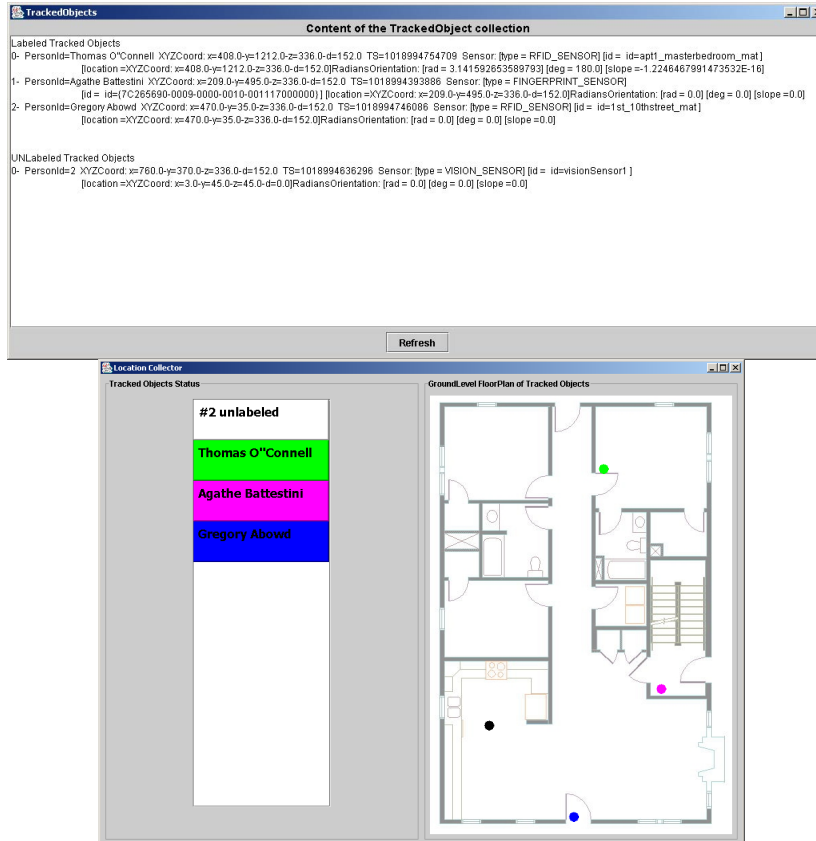 TrackedObjects
Content of the TrackedObject collection
Labeled Tracked Objects
0- PersonId=Thomas O"Connell XYZCoord: x=408.0-y=1212.0-z=336.0-d=152.0 TS=1018994754709 Sensor: [type = RFID_SENSOR] [id = id=apt1_masterbedroom_mat ]
[location =XYZCoord: x=408.0-y=1212.0-z=336.0-d=152.0]RadiansOrientation: [rad = 3.141592653589793] [deg = 180.0] [slope =-1.2246467991473532E-16]
1- PersonId=Agathe Battestini XYZCoord: x=209.0-y=495.0-z=336.0-d=152.0 TS=1018994393886 Sensor: [type = FINGERPRINT_SENSOR]
[id = id={7C265690-0009-0000-0010-001117000000} ] [location =XYZCoord: x=209.0-y=495.0-z=336.0-d=152.0]RadiansOrientation: [rad = 0.0] [deg = 0.0] [slope =0.0]
2- PersonId=Gregory Abowd XYZCoord: x=470.0-y=35.0-z=336.0-d=152.0 TS=1018994746086 Sensor: [type = RFID_SENSOR] [id = id=1st_10thstreet_mat ]
[location =XYZCoord: x=470.0-y=35.0-z=336.0-d=152.0]RadiansOrientation: [rad = 0.0] [deg = 0.0] [slope =0.0]
UNLabeled Tracked Objects
0- PersonId=2 XYZCoord: x=760.0-y=370.0-z=336.0-d=152.0 TS=1018994636296 Sensor: [type = VISION_SENSOR] [id = id=visionSensor1 ]
[location =XYZCoord: x=3.0-y=45.0-z=45.0-d=0.0]RadiansOrientation: [rad = 0.0] [deg = 0.0] [slope =0.0]
Refresh
Location Collector
Tracked Objects Status
#2 unlabeled
Thomas O"Connell
Agathe Battestini
Gregory Abowd
GroundLevel FloorPlan of Tracked Objects